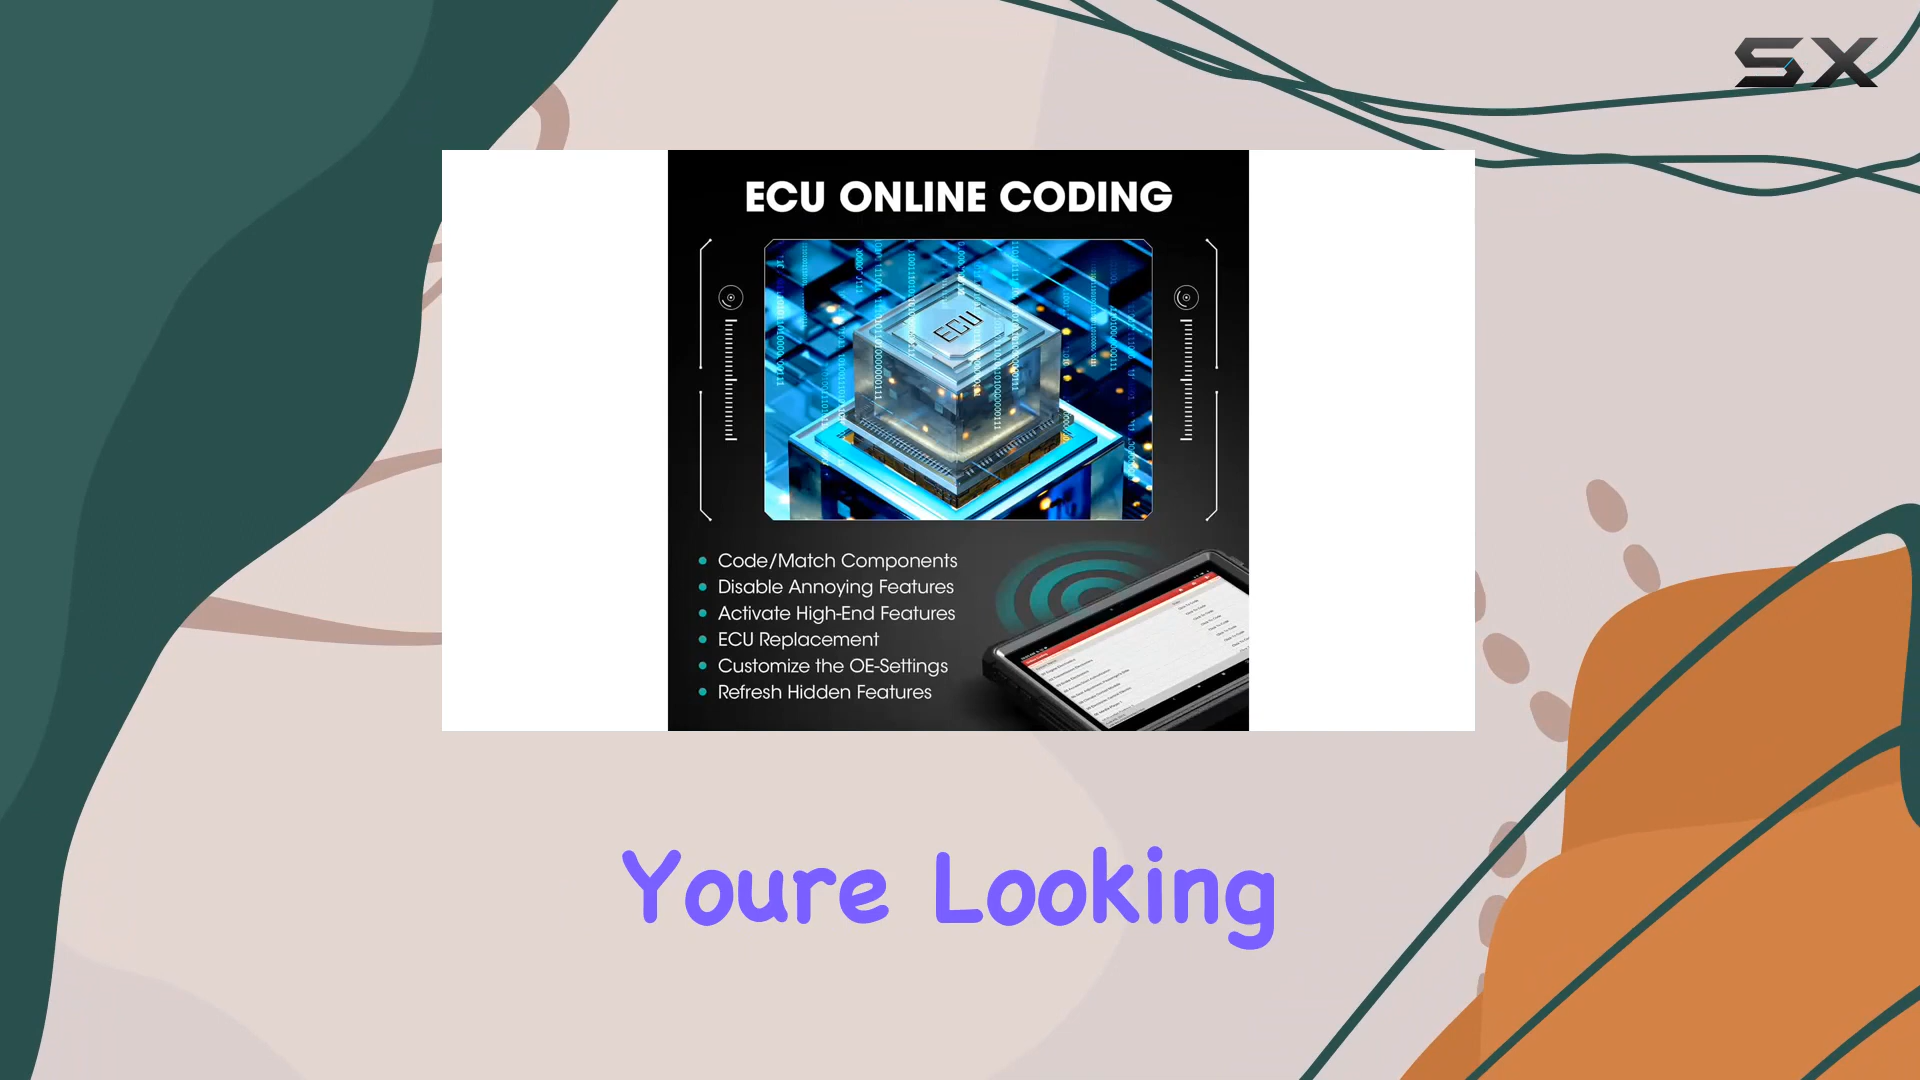 SX
ECU ONLINE CODING
ECU
Code/Match Components
Disable Annoying Features
Activate High-End Features
ECU Replacement
Customize the OE-Settings
Refresh Hidden Features
Youre Looking